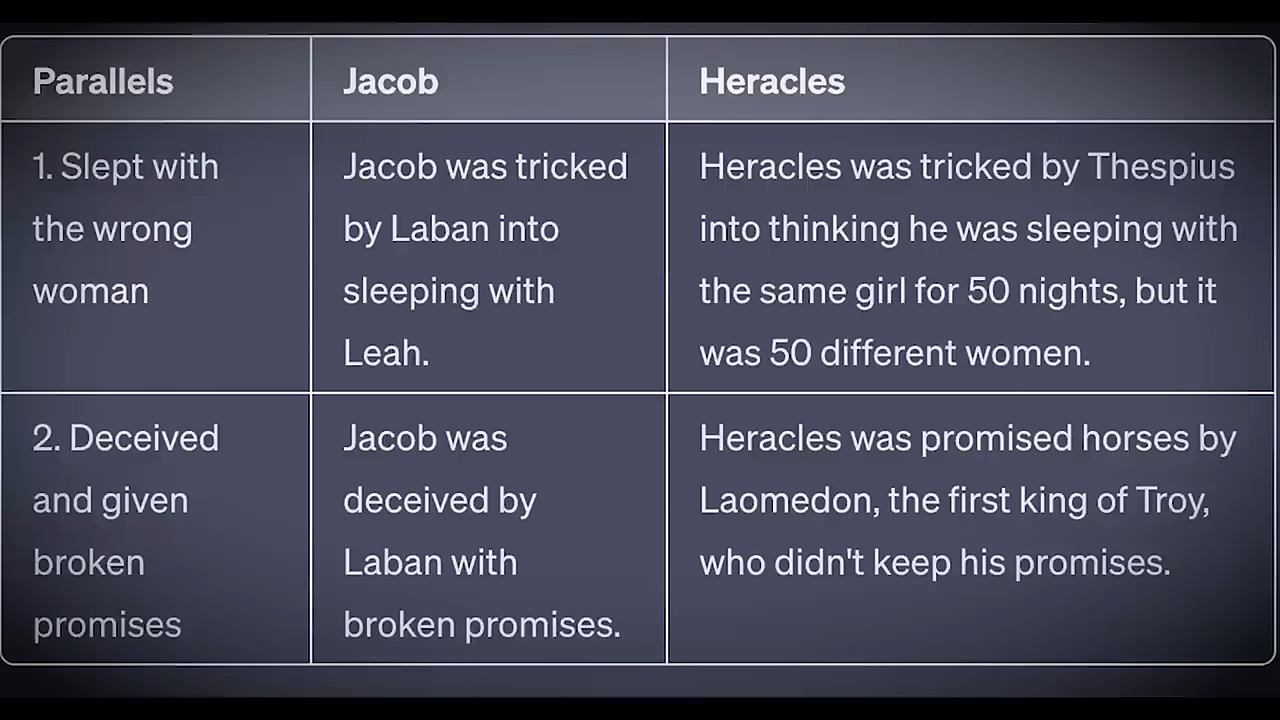 Parallels
Jacob
Heracles
1. Slept with
the wrong
woman
Jacob was tricked
by Laban into
sleeping with
Leah.
Heracles was tricked by Thespius
into thinking he was sleeping with
the same girl for 50 nights, but it
was 50 different women.
2. Deceived
and given
broken
promises
Jacob was
deceived by
Laban with
broken promises.
Heracles was promised horses by
Laomedon, the first king of Troy,
who didn't keep his promises.